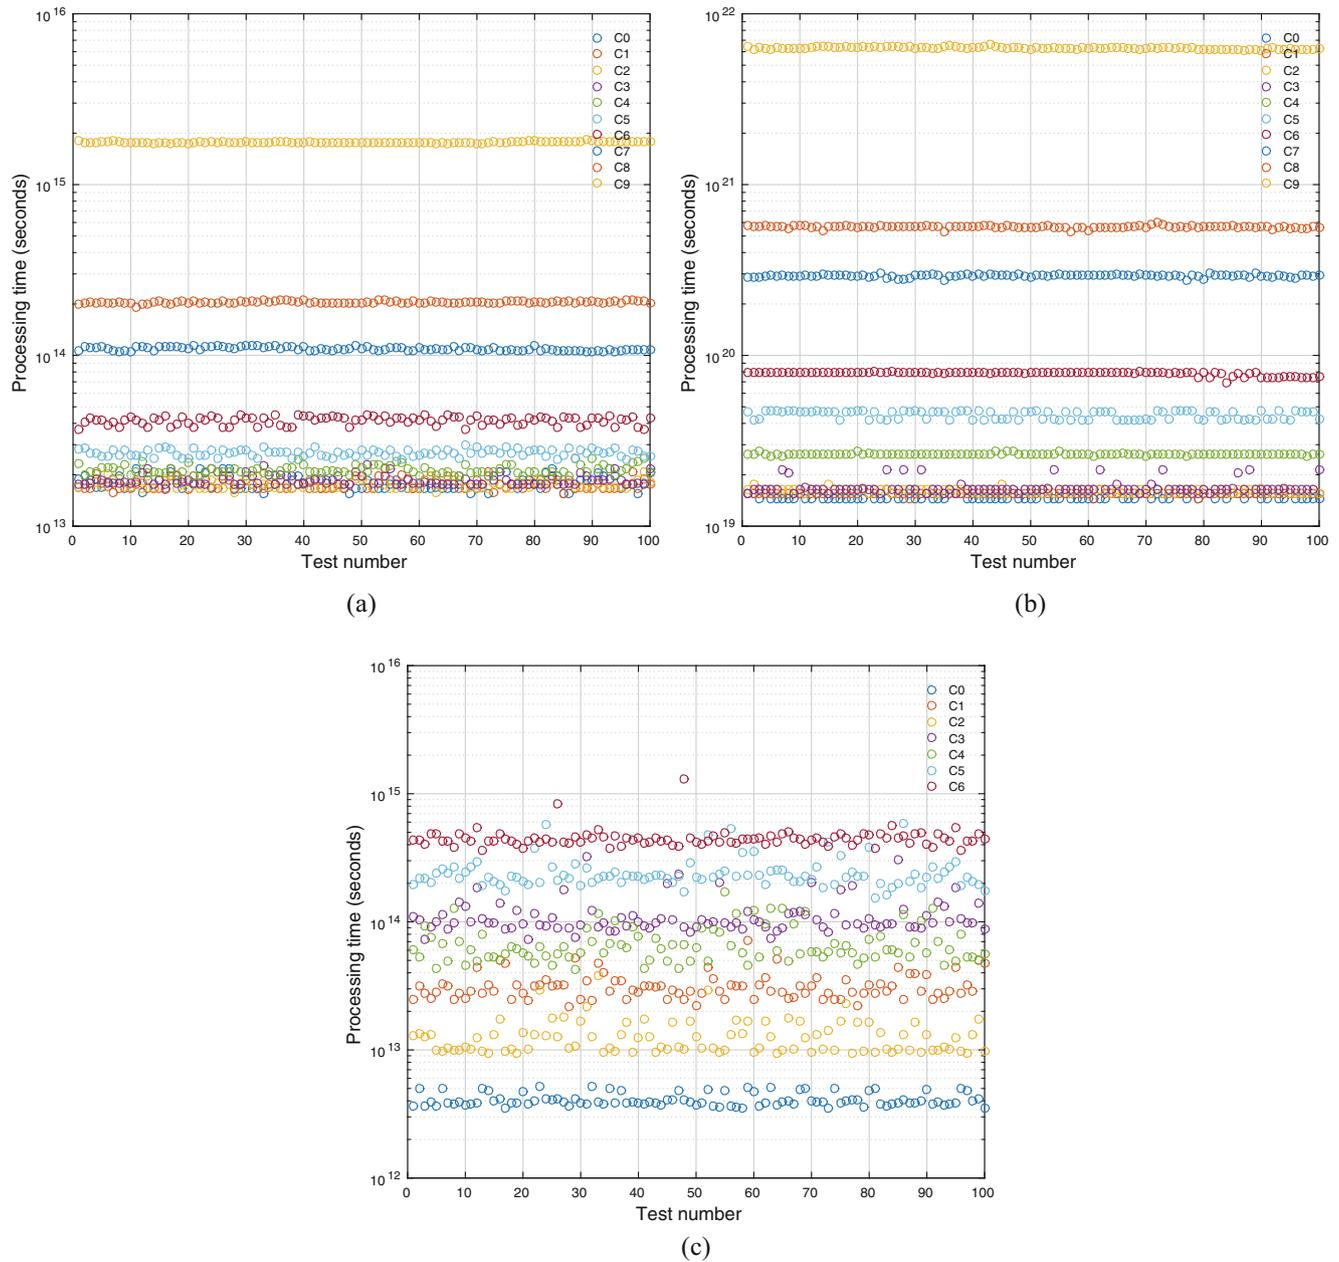 10^16
10^15
10^14
10^13
Processing time (seconds)
C0
C1
C2
C3
C4
C5
C6
C7
C8
C9
0 10 20 30 40 50 60 70 80 90 100
Test number
(a)
10^22
10^21
10^20
10^19
Processing time (seconds)
C0
C1
C2
C3
C4
C5
C6
C7
C8
C9
0 10 20 30 40 50 60 70 80 90 100
Test number
(b)
10^16
10^15
10^14
10^13
10^12
Processing time (seconds)
C0
C1
C2
C3
C4
C5
C6
0 10 20 30 40 50 60 70 80 90 100
Test number
(c)